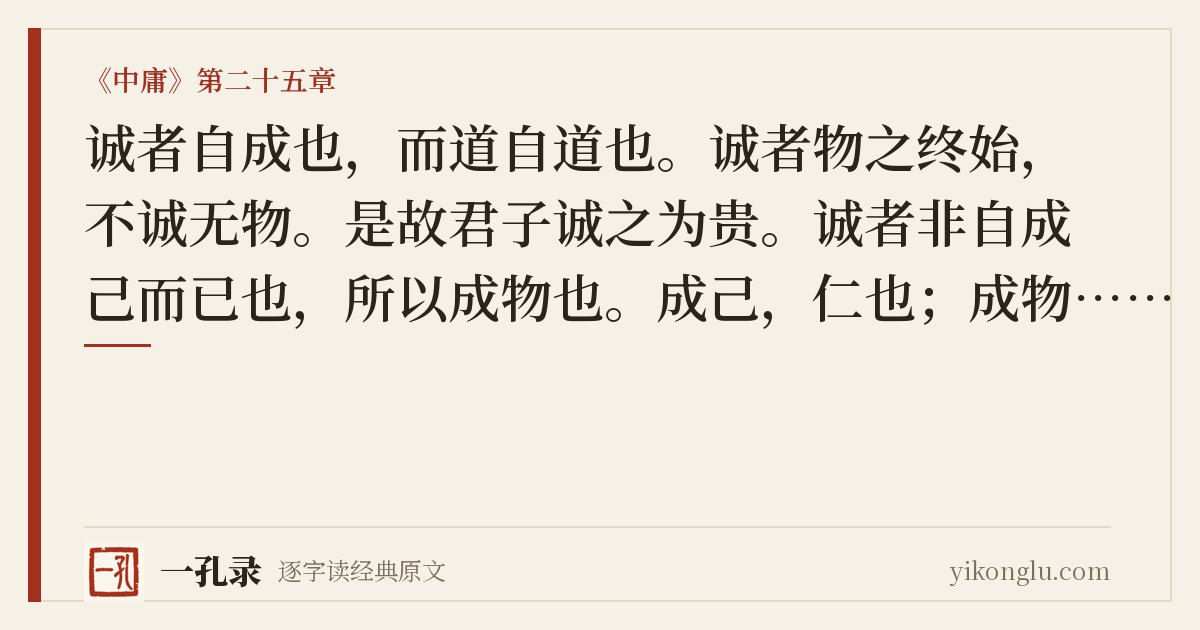 《中庸》第二十五章
诚者自成也，而道自道也。诚者物之终始，
不诚无物。是故君子诚之为贵。诚者非自成
己而已也，所以成物也。成己，仁也；成物……
一孔
一孔录 逐字读经典原文 yikonglu.com